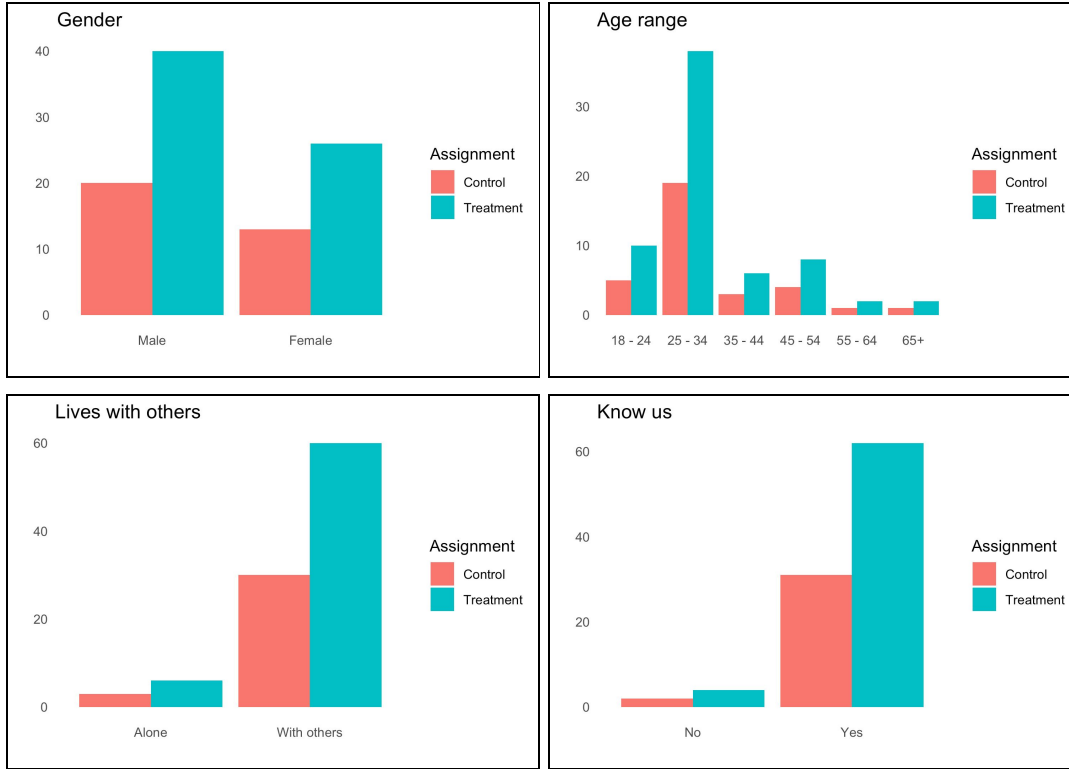 Gender
40
30
20
10
0
Male Female
Assignment
Control
Treatment
Age range
30
20
10
0
18 - 24 25 - 34 35 - 44 45 - 54 55 - 64 65+
Assignment
Control
Treatment
Lives with others
60
40
20
0
Alone With others
Assignment
Control
Treatment
Know us
60
40
20
0
No Yes
Assignment
Control
Treatment